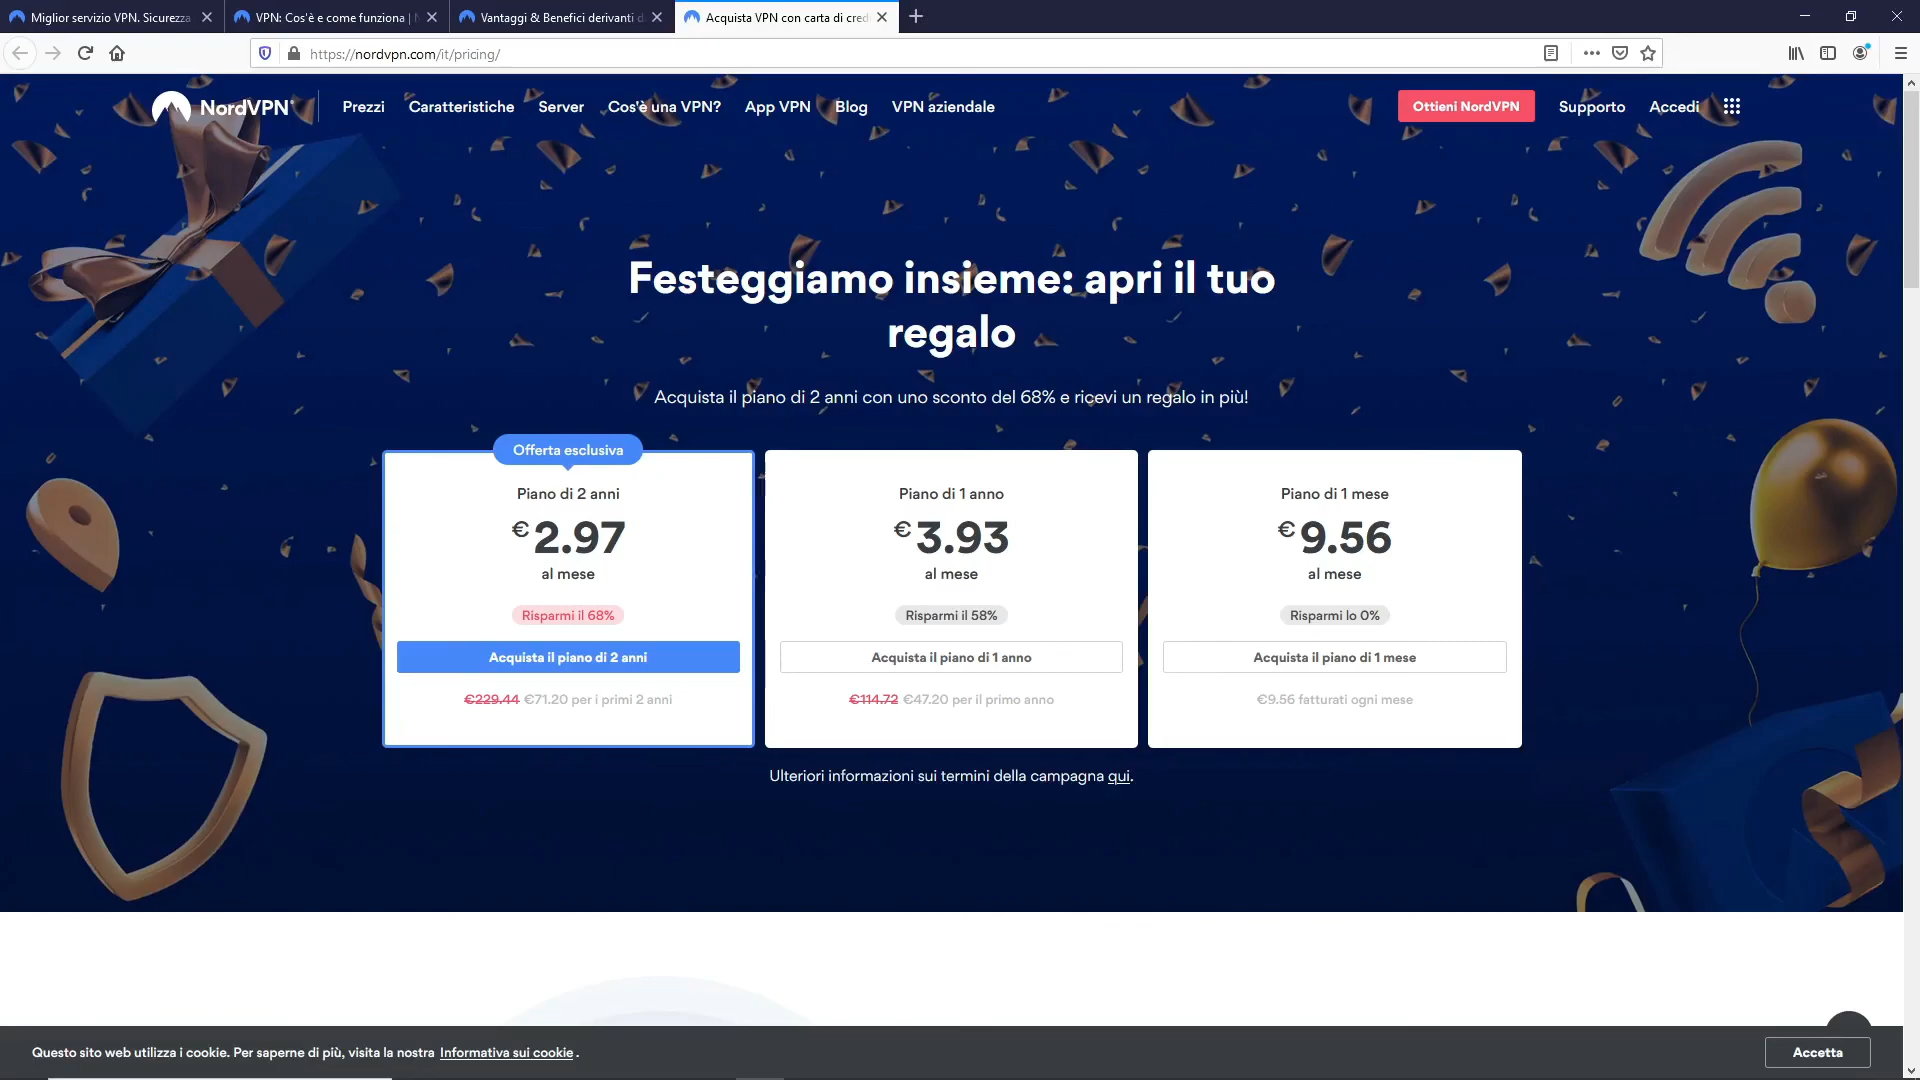 Miglior servizio VPN. Sicurezza
VPN: Cos'è e come funziona |
Vantaggi & Benefici derivanti d
Acquista VPN con carta di cred
https://nordvpn.com/it/pricing/
NordVPN
Prezzi
Caratteristiche
Server
Cos'è una VPN?
App VPN
Blog
VPN aziendale
Ottieni NordVPN
Supporto
Accedi
Festeggiamo insieme: apri il tuo
regalo
Acquista il piano di 2 anni con uno sconto del 68% e ricevi un regalo in più!
Offerta esclusiva
Piano di 2 anni
€2.97
al mese
Risparmi il 68%
Acquista il piano di 2 anni
€229.44 €71.20 per i primi 2 anni
Piano di 1 anno
€3.93
al mese
Risparmi il 58%
Acquista il piano di 1 anno
€114.72 €47.20 per il primo anno
Piano di 1 mese
€9.56
al mese
Risparmi lo 0%
Acquista il piano di 1 mese
€9.56 fatturati ogni mese
Ulteriori informazioni sui termini della campagna qui.
Questo sito web utilizza i cookie. Per saperne di più, visita la nostra Informativa sui cookie .
Accetta